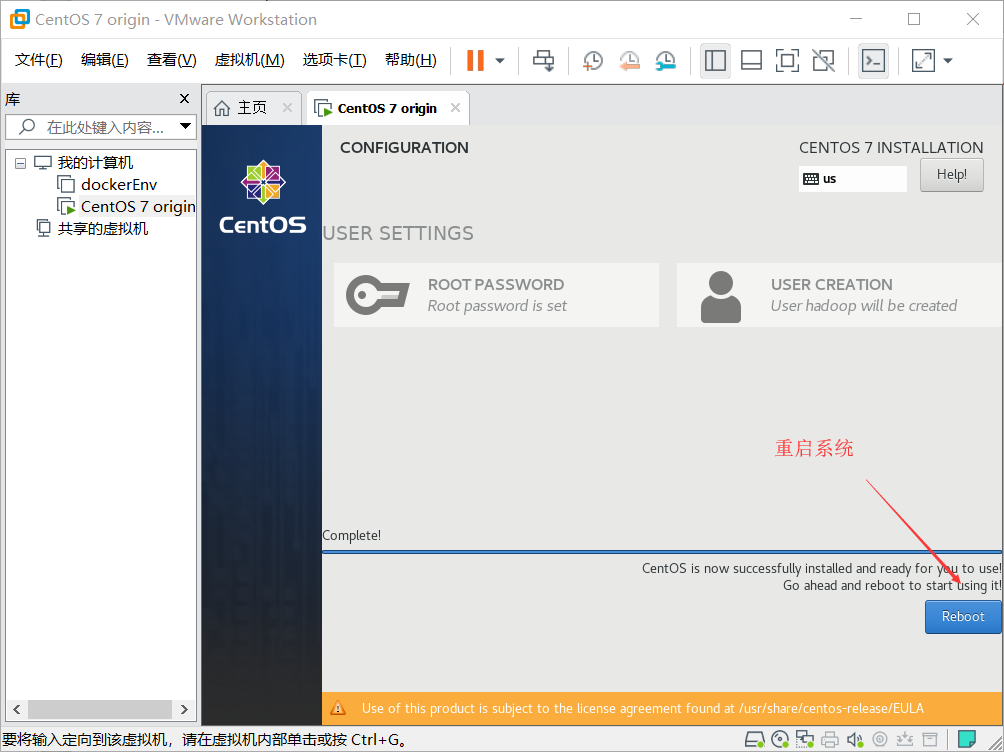 CentOS 7 origin - VMware Workstation
文件(F) 编辑(E) 查看(V) 虚拟机(M) 选项卡(T) 帮助(H)
库
在此处键入内容...
我的计算机
dockerEnv
CentOS 7 origin
共享的虚拟机
主页
CentOS 7 origin
CentOS
CONFIGURATION
CENTOS 7 INSTALLATION
us
Help!
USER SETTINGS
ROOT PASSWORD
Root password is set
USER CREATION
User hadoop will be created
重启系统
Complete!
CentOS is now successfully installed and ready for you to use!
Go ahead and reboot to start using it!
Reboot
Use of this product is subject to the license agreement found at /usr/share/centos-release/EULA
要将输入定向到该虚拟机，请在虚拟机内部单击或按 Ctrl+G。